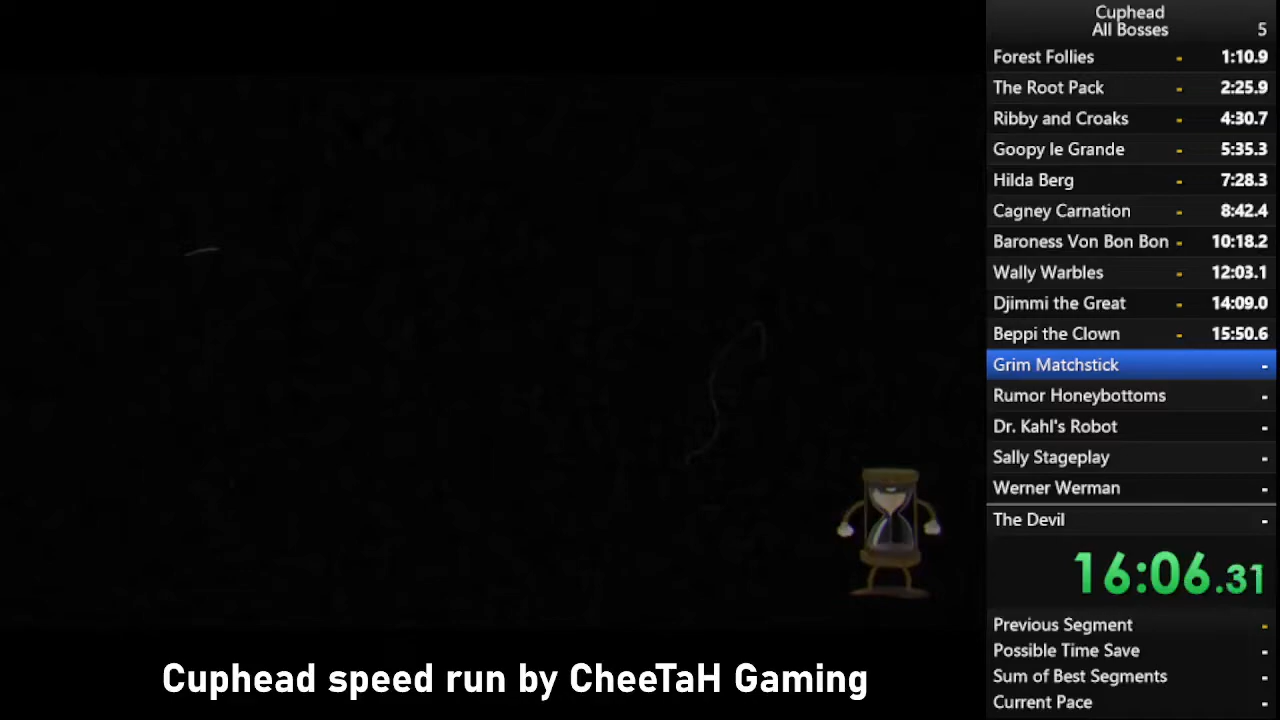 Cuphead
All Bosses 5
Forest Follies - 1:10.9
The Root Pack - 2:25.9
Ribby and Croaks - 4:30.7
Goopy le Grande - 5:35.3
Hilda Berg - 7:28.3
Cagney Carnation - 8:42.4
Baroness Von Bon Bon - 10:18.2
Wally Warbles - 12:03.1
Djimmi the Great - 14:09.0
Beppi the Clown - 15:50.6
Grim Matchstick -
Rumor Honeybottoms -
Dr. Kahl's Robot -
Sally Stageplay -
Werner Werman -
The Devil -
16:06.31
Previous Segment -
Possible Time Save -
Sum of Best Segments -
Current Pace -
Cuphead speed run by CheeTaH Gaming